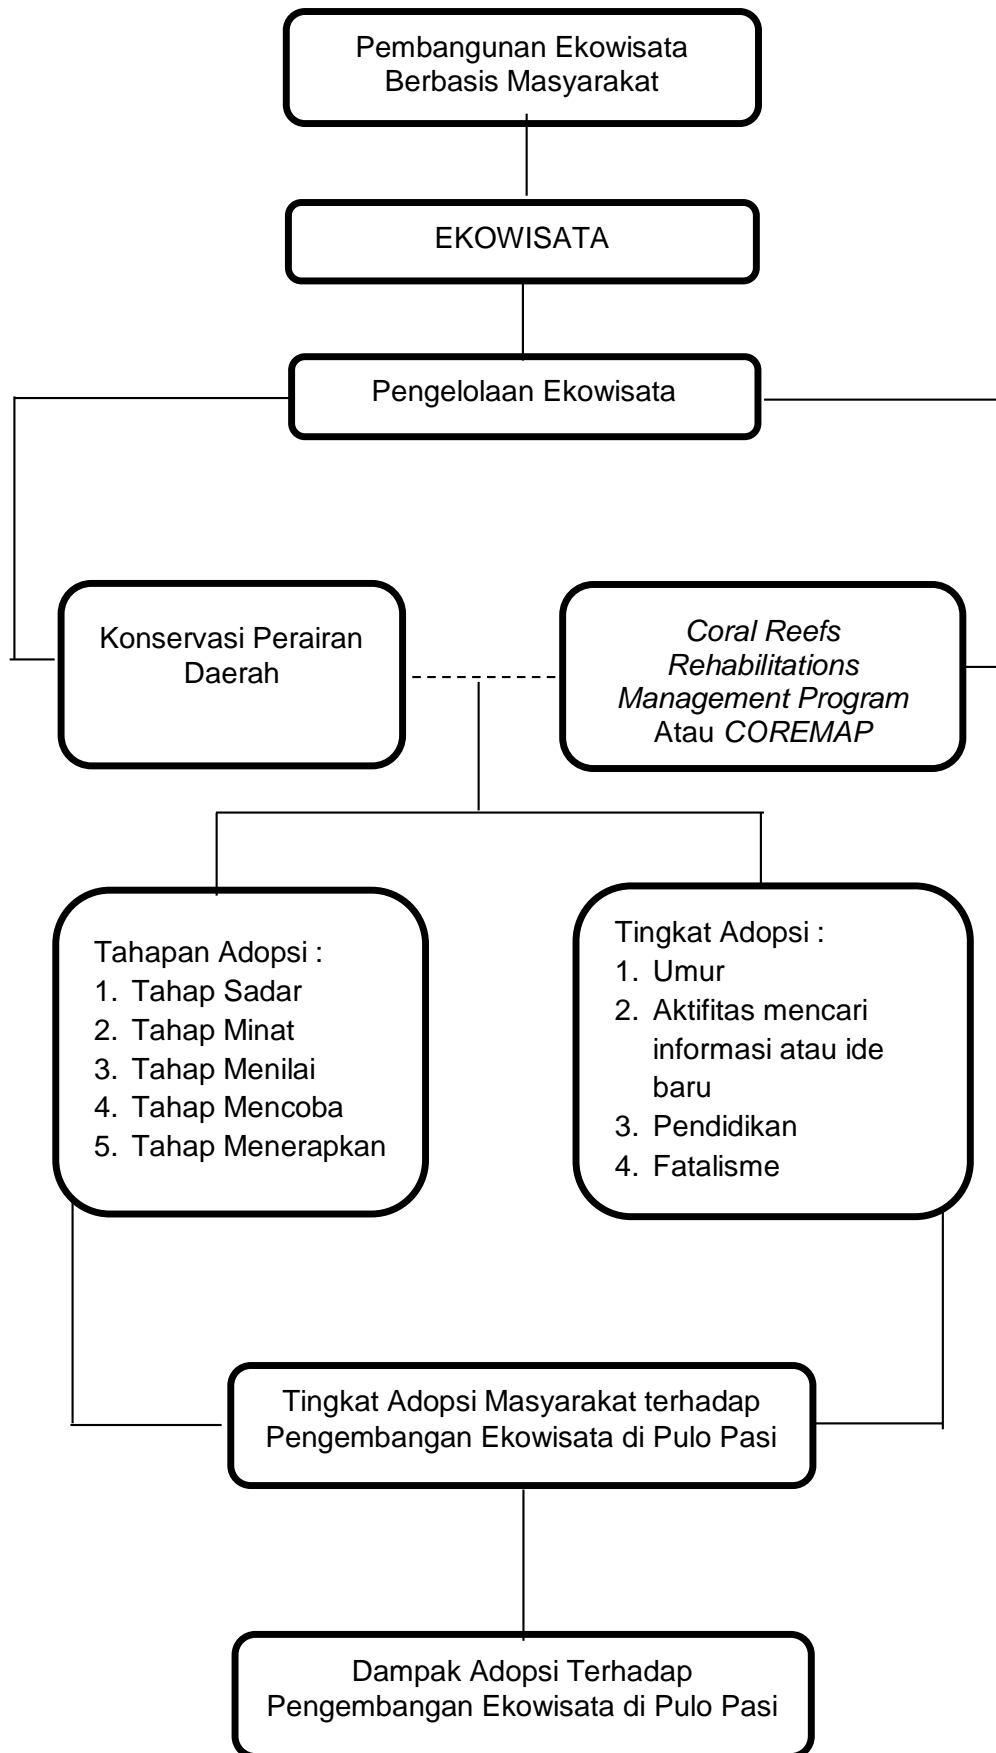 Pembangunan Ekowisata
Berbasis Masyarakat
EKOWISATA
Pengelolaan Ekowisata
Konservasi Perairan
Daerah
Coral Reefs
Rehabilitations
Management Program
Atau COREMAP
Tahapan Adopsi :
1. Tahap Sadar
2. Tahap Minat
3. Tahap Menilai
4. Tahap Mencoba
5. Tahap Menerapkan
Tingkat Adopsi :
1. Umur
2. Aktifitas mencari
informasi atau ide
baru
3. Pendidikan
4. Fatalisme
Tingkat Adopsi Masyarakat terhadap
Pengembangan Ekowisata di Pulo Pasi
Dampak Adopsi Terhadap
Pengembangan Ekowisata di Pulo Pasi